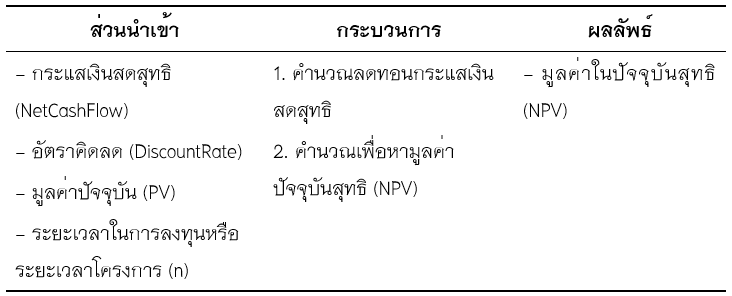 ส่วนนำเข้า กระบวนการ ผลลัพธ์
– กระแสเงินสดสุทธิ 1. คำนวณลดทอนกระแสเงิน – มูลค่าในปัจจุบันสุทธิ
(NetCashFlow) สดสุทธิ (NPV)
– อัตราคิดลด (DiscountRate) 2. คำนวณเพื่อหามูลค่า
– มูลค่าปัจจุบัน (PV) ปัจจุบันสุทธิ (NPV)
– ระยะเวลาในการลงทุนหรือ
ระยะเวลาโครงการ (n)